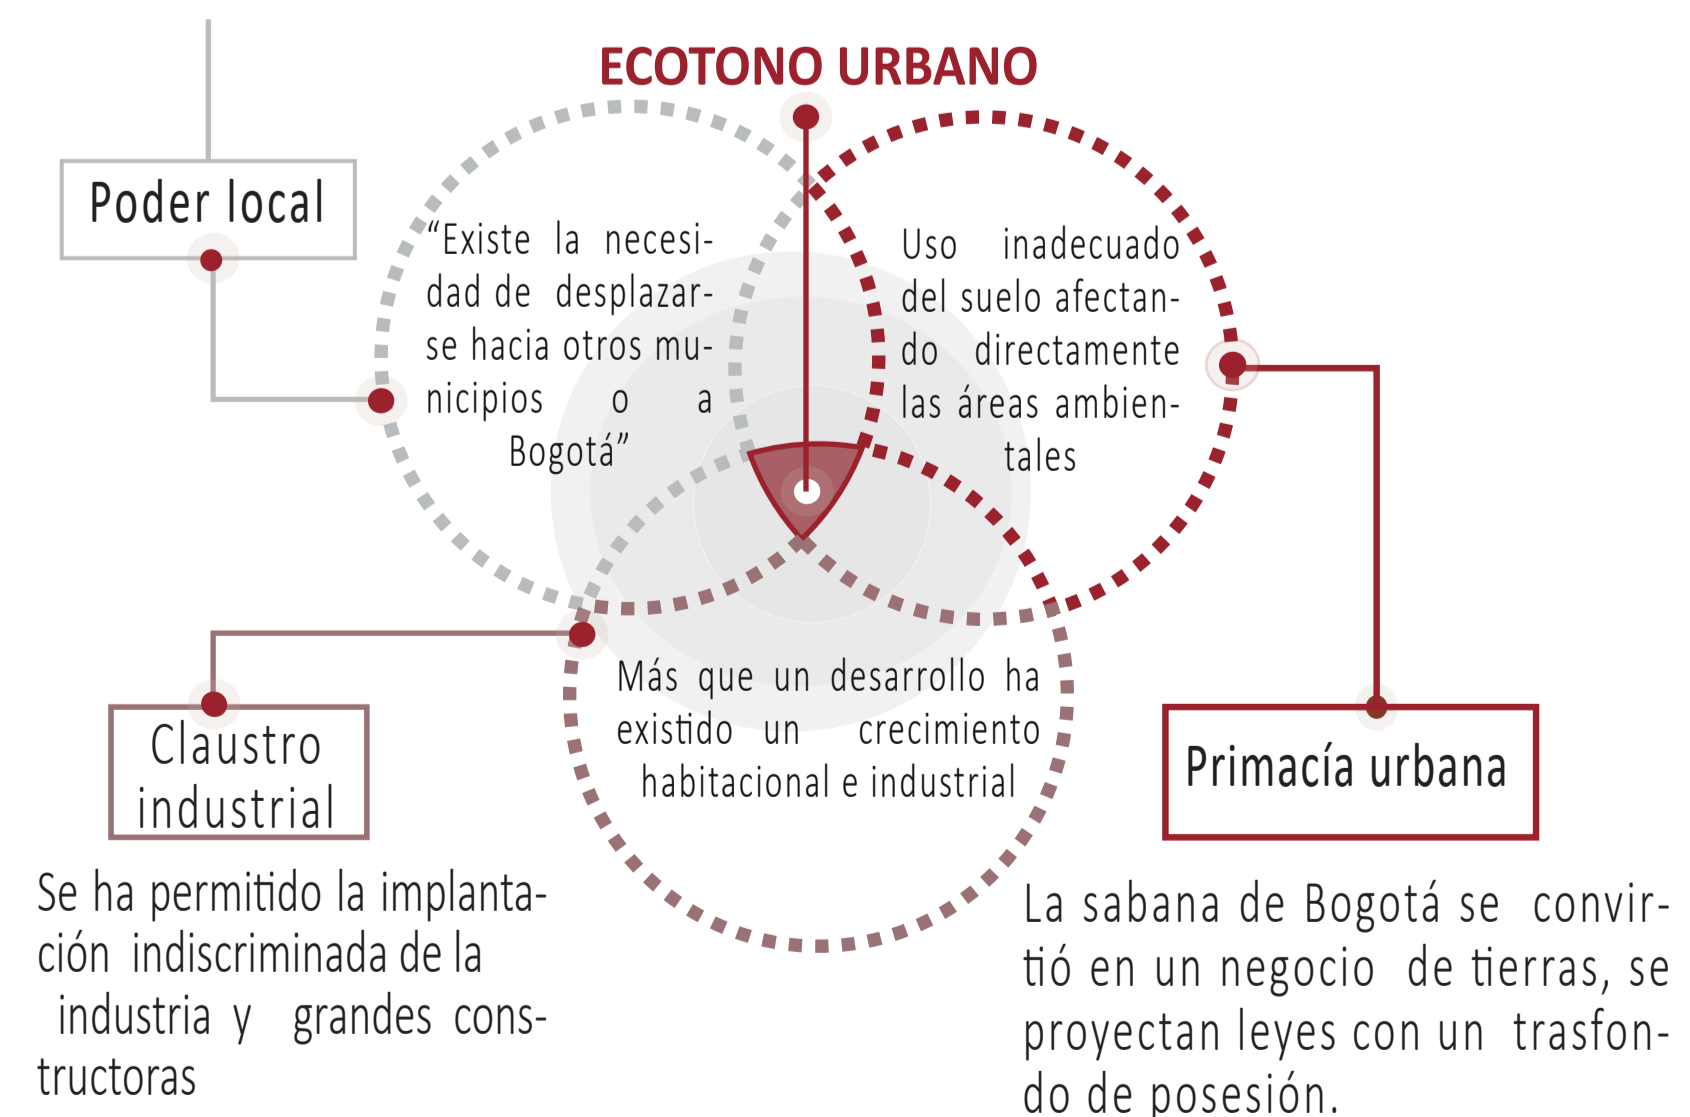 ECOTONO URBANO
Poder local
“Existe la necesi-
dad de desplazar-
se hacia otros mu-
nicipios o a
Bogotá”
Uso inadecuado
del suelo afectan-
do directamente
las áreas ambien-
tales
Más que un desarrollo ha
existido un crecimiento
habitacional e industrial
Claustro
industrial
Se ha permitido la implanta-
ción indiscriminada de la
industria y grandes cons-
tructoras
Primacía urbana
La sabana de Bogotá se convir-
tió en un negocio de tierras, se
proyectan leyes con un trasfon-
do de posesión.